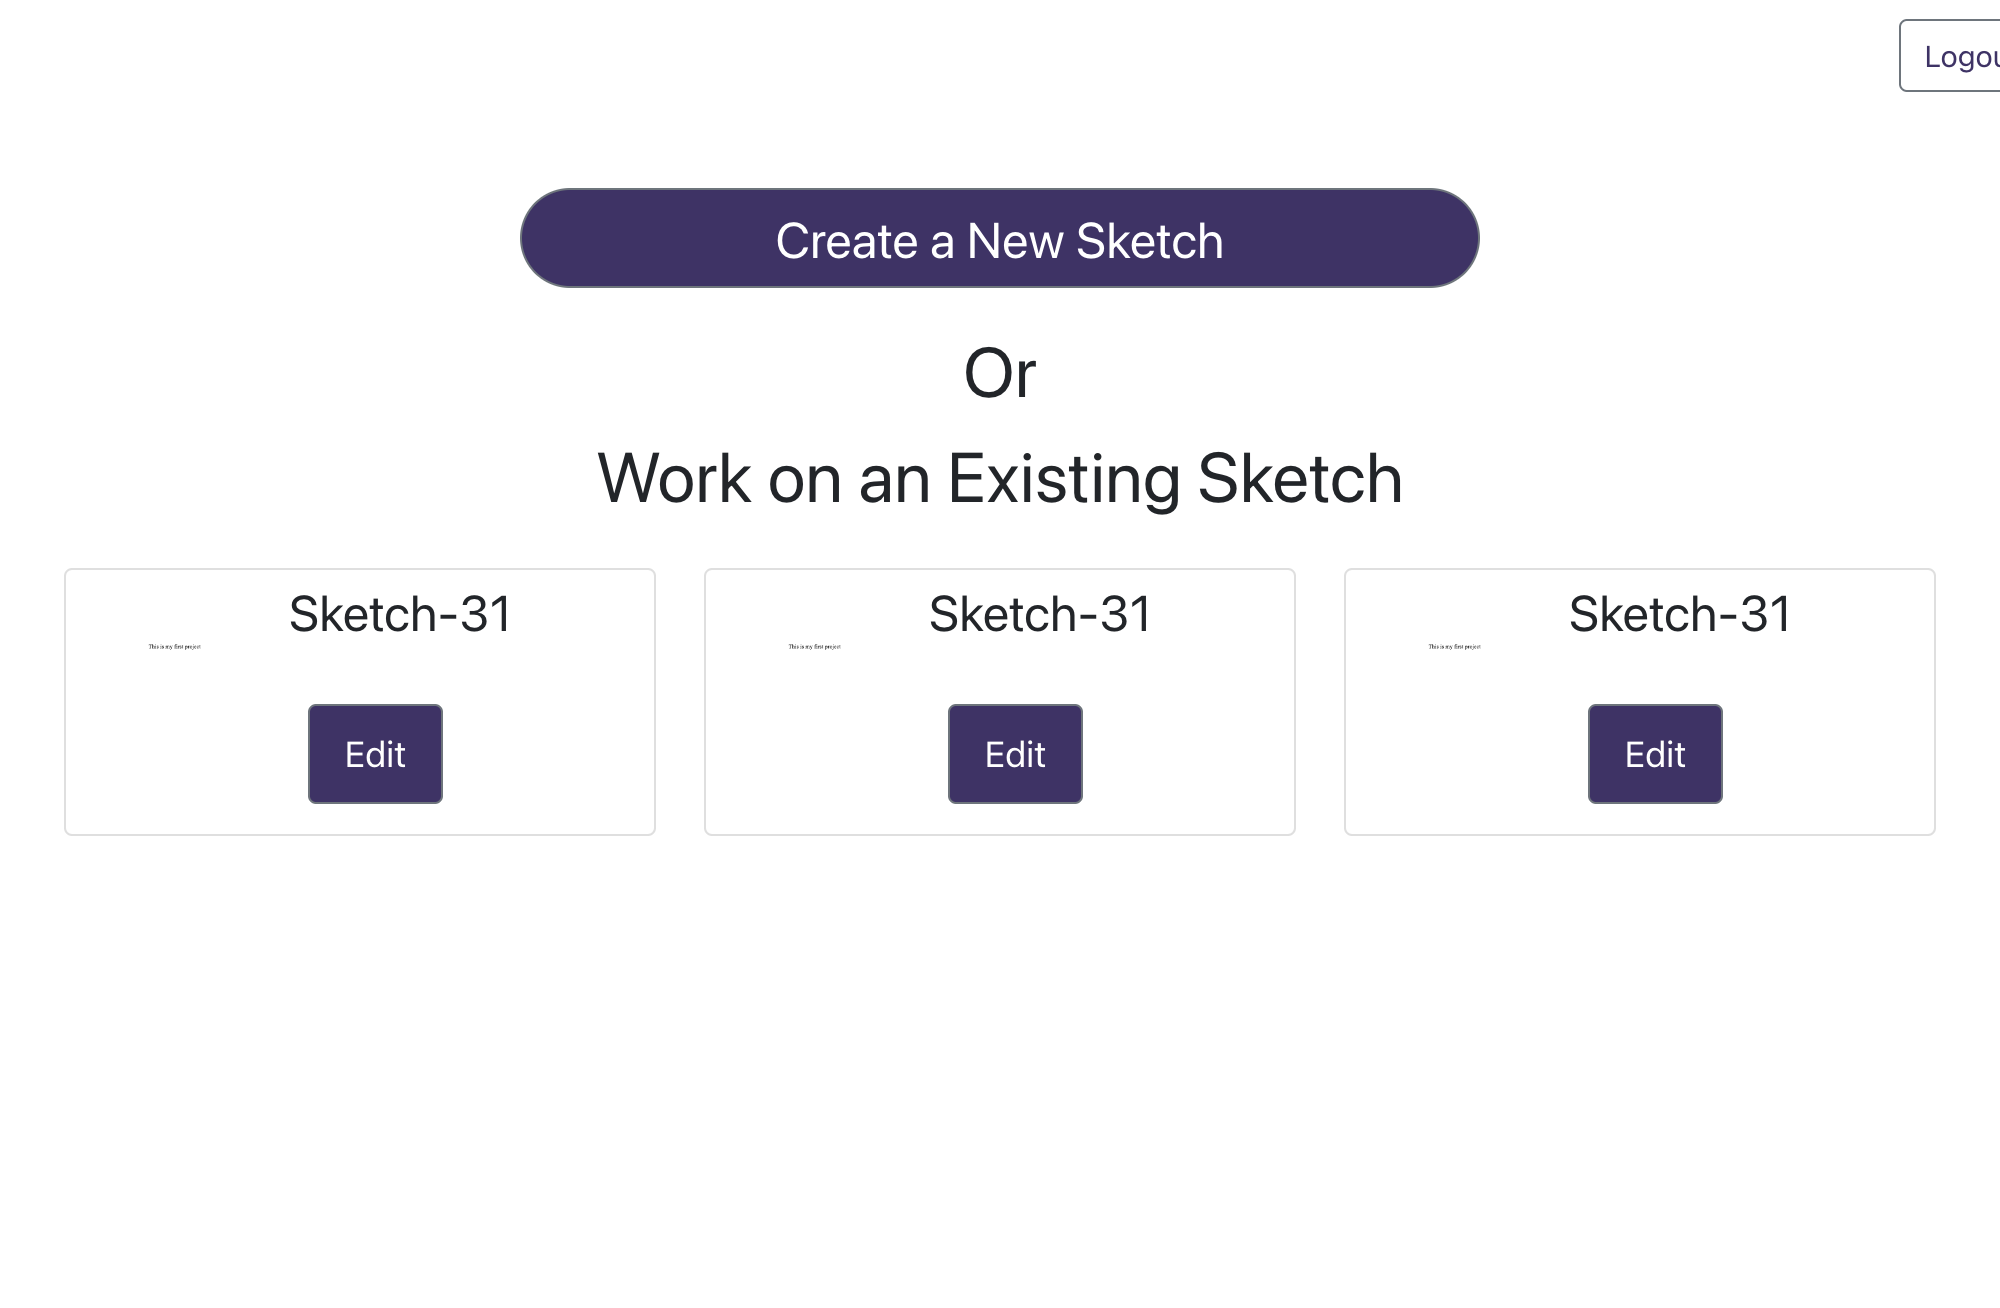 Logou
Create a New Sketch
Or
Work on an Existing Sketch
Sketch-31
This is my first project
Edit
Sketch-31
This is my first project
Edit
Sketch-31
This is my first project
Edit